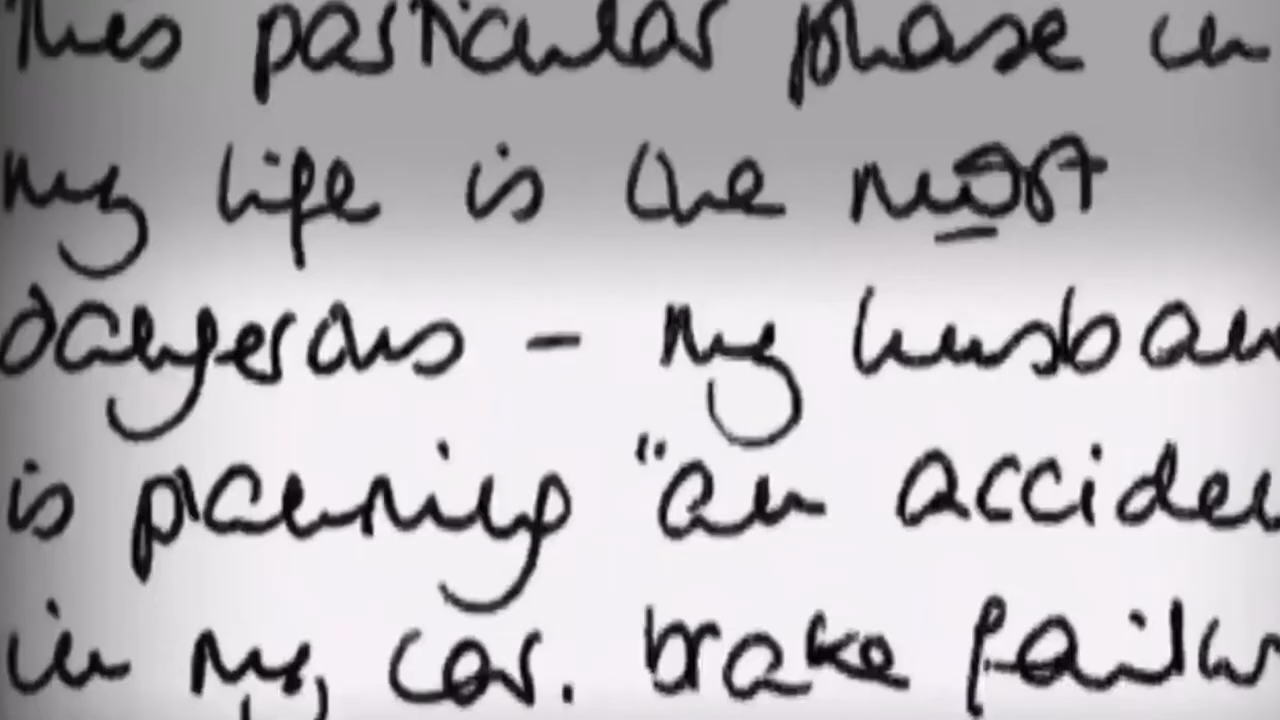 this particular phase in
my life is the most
dangerous - my husban
is planning "an acciden
in my car. brake failur